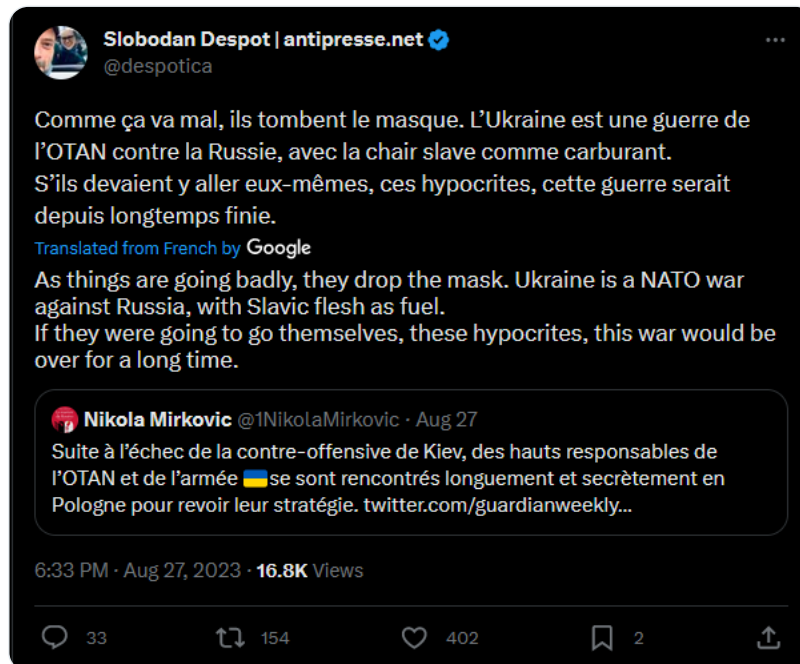 Slobodan Despot | antipresse.net
@despotica
Comme ça va mal, ils tombent le masque. L’Ukraine est une guerre de
l’OTAN contre la Russie, avec la chair slave comme carburant.
S’ils devaient y aller eux-mêmes, ces hypocrites, cette guerre serait
depuis longtemps finie.
Translated from French by Google
As things are going badly, they drop the mask. Ukraine is a NATO war
against Russia, with Slavic flesh as fuel.
If they were going to go themselves, these hypocrites, this war would be
over for a long time.
Nikola Mirkovic @1NikolaMirkovic · Aug 27
Suite à l’échec de la contre-offensive de Kiev, des hauts responsables de
l’OTAN et de l’armée 🇺🇦se sont rencontrés longuement et secrètement en
Pologne pour revoir leur stratégie. twitter.com/guardianweekly...
6:33 PM · Aug 27, 2023 · 16.8K Views
33 154 402 2